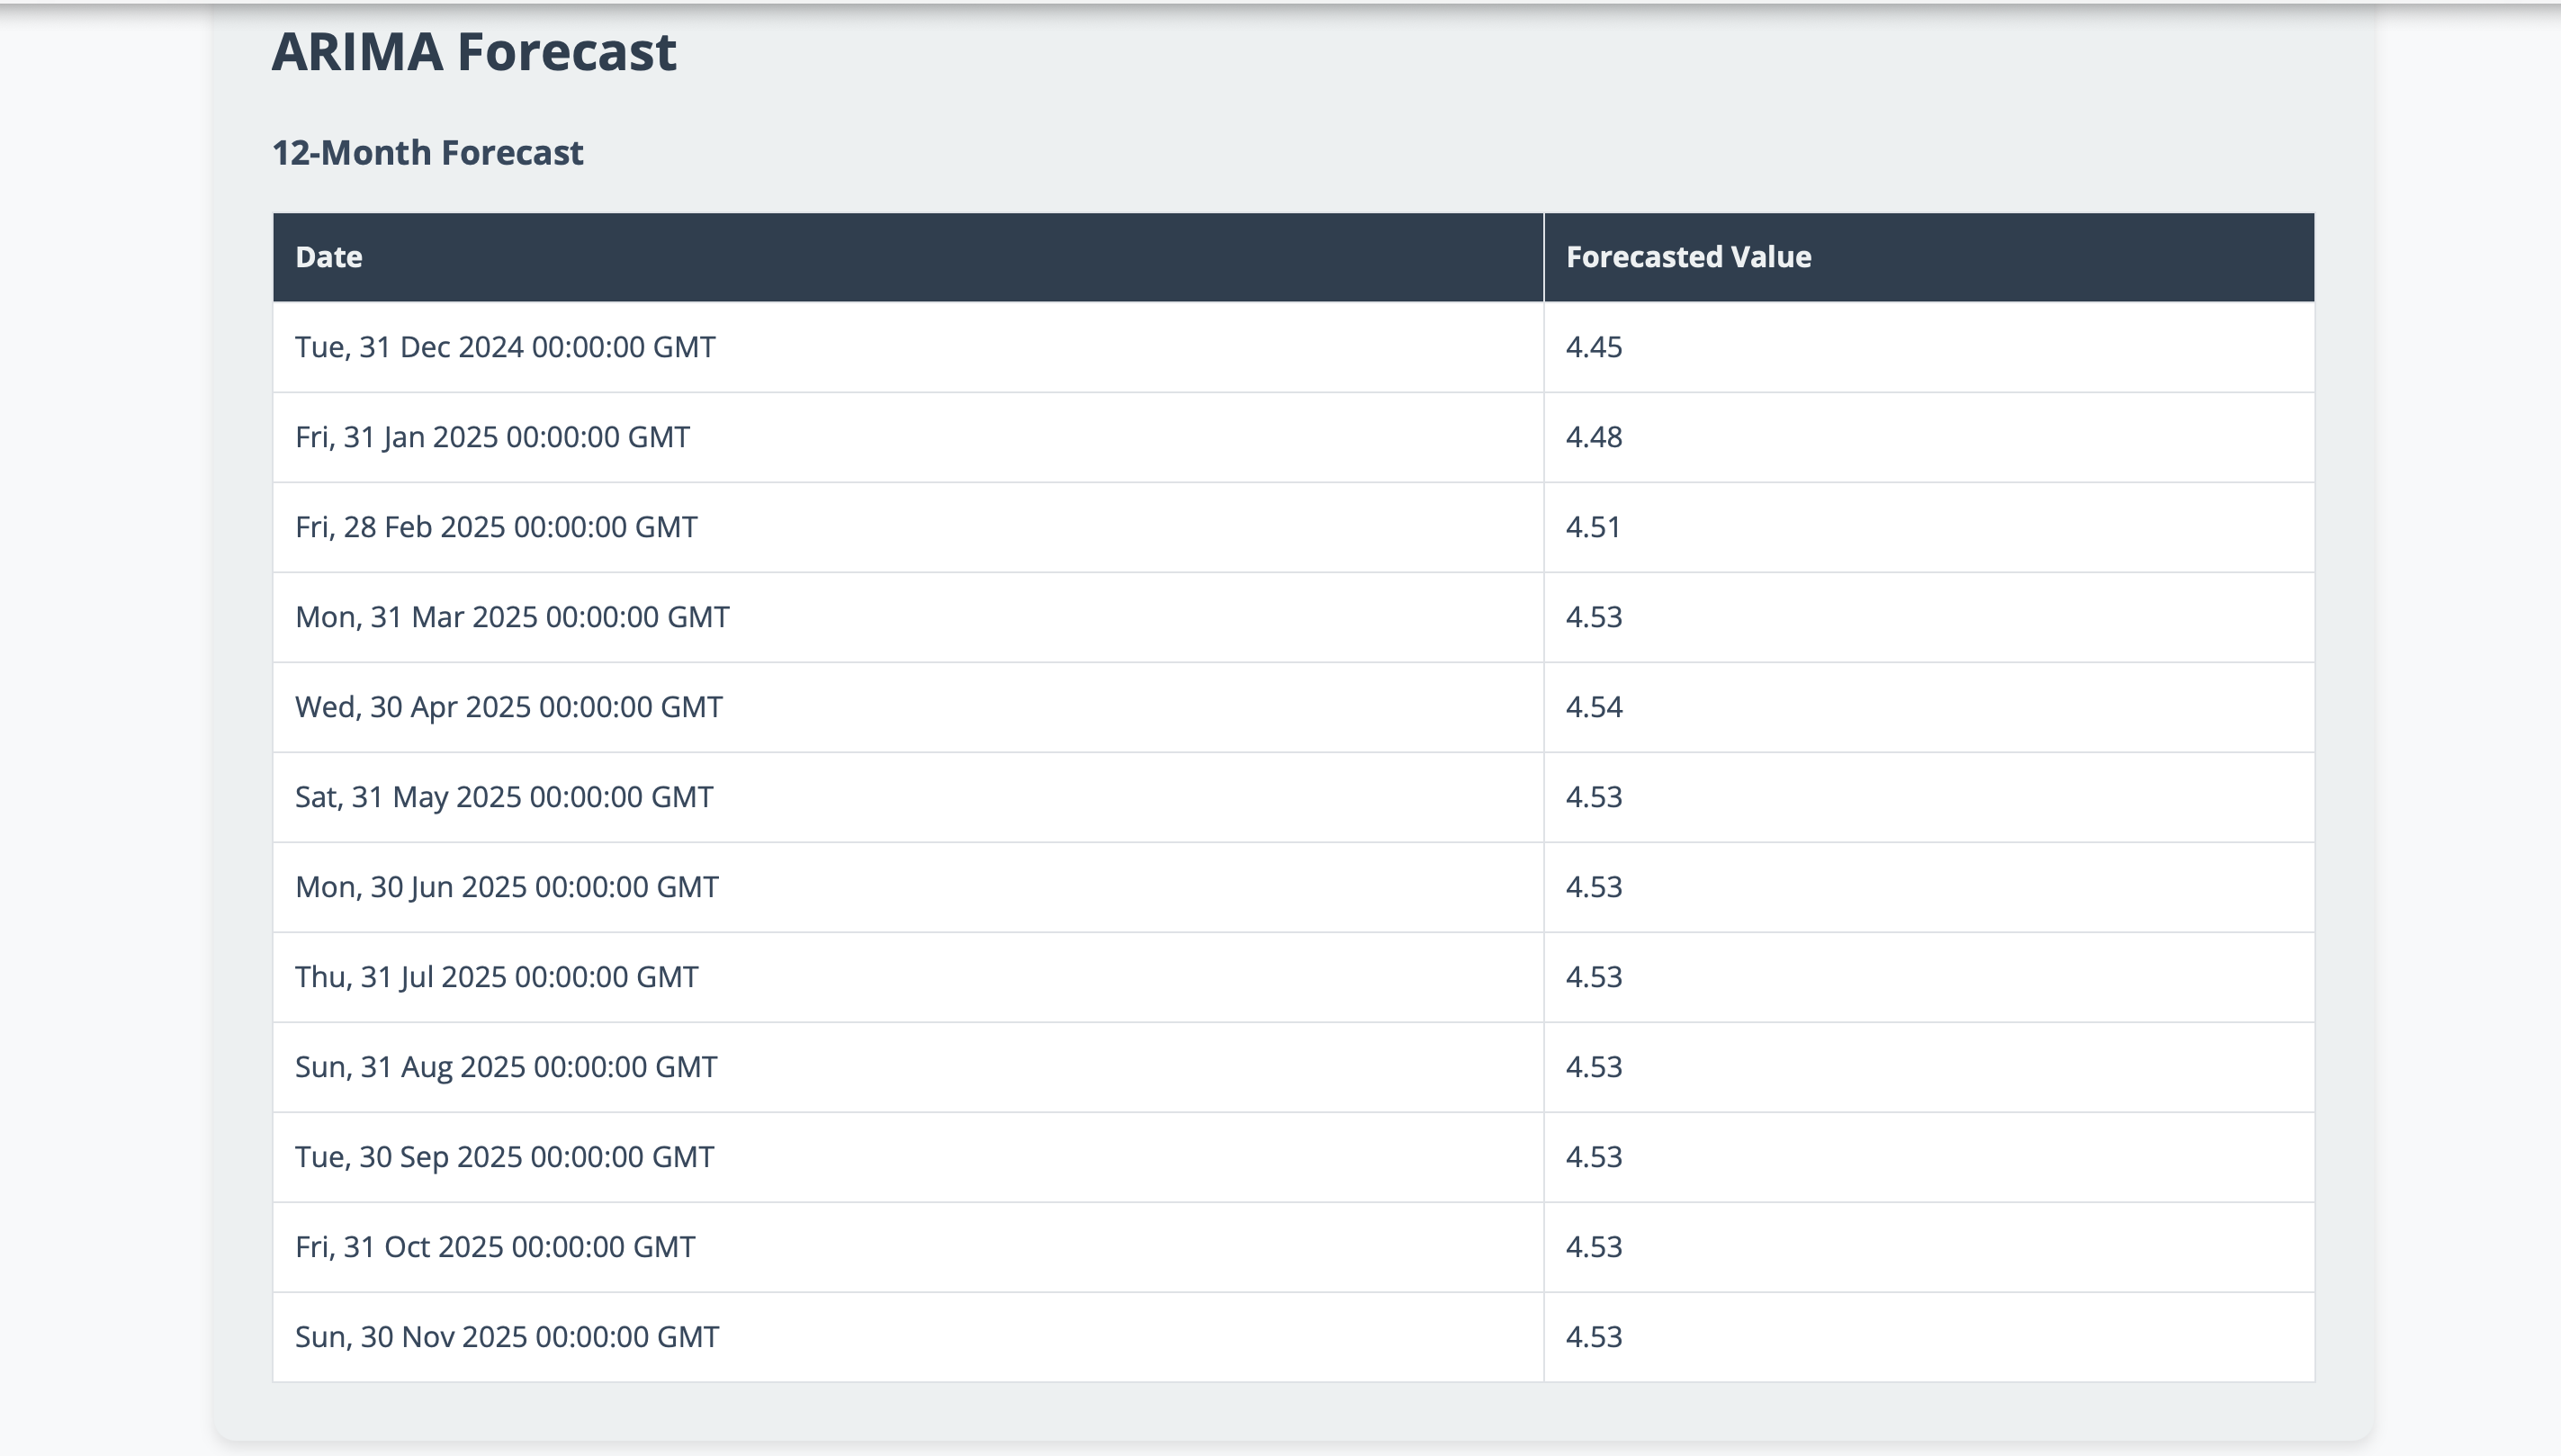 ARIMA Forecast
12-Month Forecast
Date Forecasted Value
Tue, 31 Dec 2024 00:00:00 GMT 4.45
Fri, 31 Jan 2025 00:00:00 GMT 4.48
Fri, 28 Feb 2025 00:00:00 GMT 4.51
Mon, 31 Mar 2025 00:00:00 GMT 4.53
Wed, 30 Apr 2025 00:00:00 GMT 4.54
Sat, 31 May 2025 00:00:00 GMT 4.53
Mon, 30 Jun 2025 00:00:00 GMT 4.53
Thu, 31 Jul 2025 00:00:00 GMT 4.53
Sun, 31 Aug 2025 00:00:00 GMT 4.53
Tue, 30 Sep 2025 00:00:00 GMT 4.53
Fri, 31 Oct 2025 00:00:00 GMT 4.53
Sun, 30 Nov 2025 00:00:00 GMT 4.53